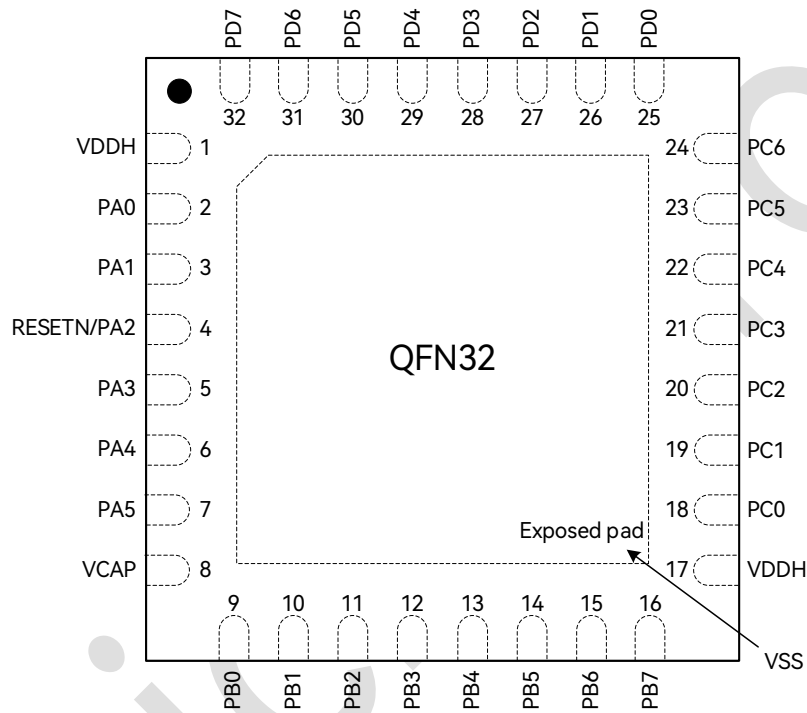 PD7 PD6 PD5 PD4 PD3 PD2 PD1 PD0
32 31 30 29 28 27 26 25
VDDH 1 24 PC6
PA0 2 23 PC5
PA1 3 22 PC4
RESETN/PA2 4 21 PC3
QFN32
PA3 5 20 PC2
PA4 6 19 PC1
PA5 7 18 PC0
Exposed pad
VCAP 8 17 VDDH
9 10 11 12 13 14 15 16
VSS
PB0 PB1 PB2 PB3 PB4 PB5 PB6 PB7